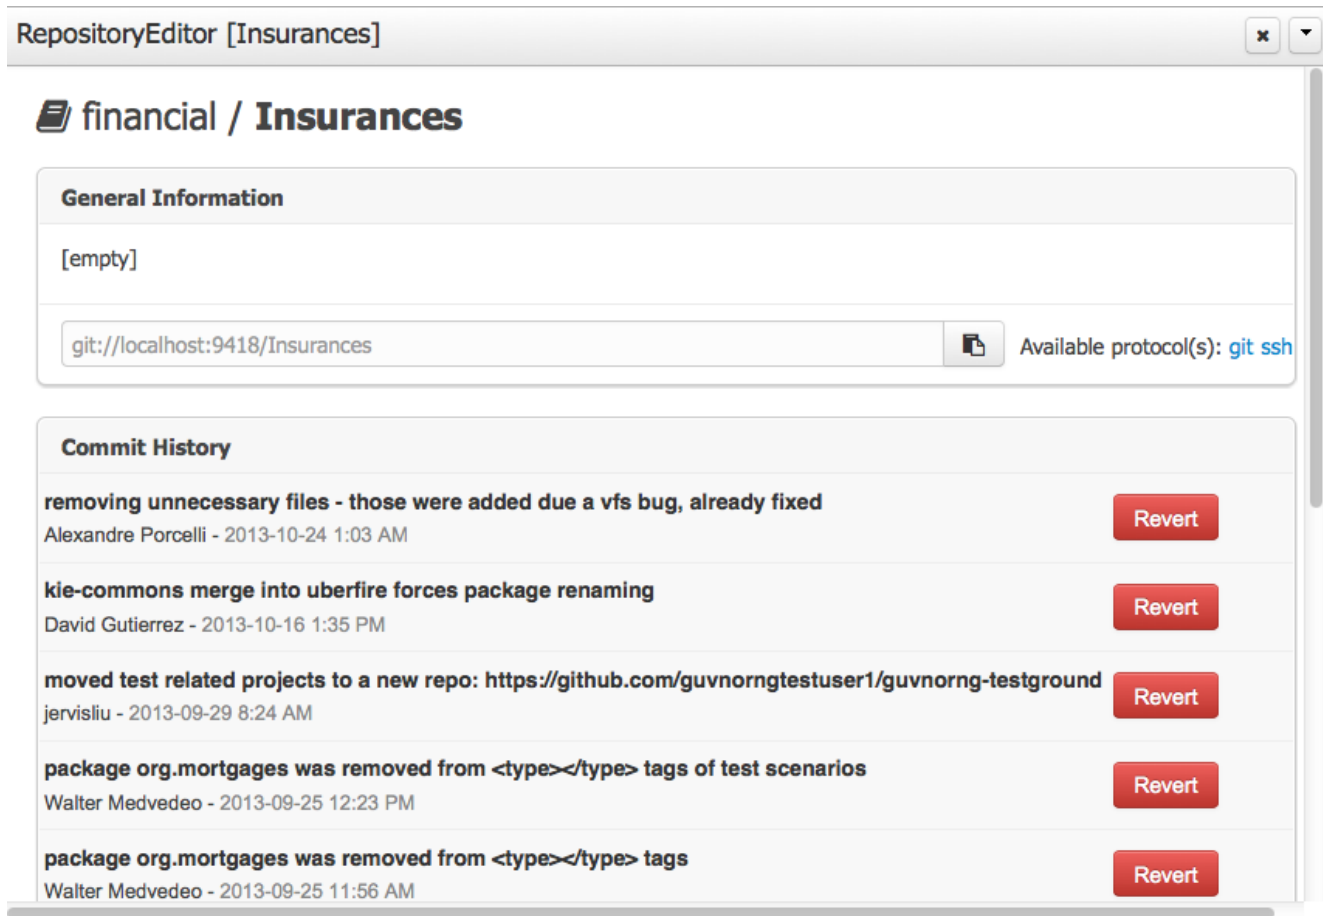 RepositoryEditor [Insurances]
financial / Insurances
General Information
[empty]
git://localhost:9418/Insurances
Available protocol(s): git ssh
Commit History
removing unnecessary files - those were added due a vfs bug, already fixed
Alexandre Porcelli - 2013-10-24 1:03 AM
Revert
kie-commons merge into uberfire forces package renaming
David Gutierrez - 2013-10-16 1:35 PM
Revert
moved test related projects to a new repo: https://github.com/guvnorngtestuser1/guvnorng-testground
jervisliu - 2013-09-29 8:24 AM
Revert
package org.mortgages was removed from <type></type> tags of test scenarios
Walter Medvedeo - 2013-09-25 12:23 PM
Revert
package org.mortgages was removed from <type></type> tags
Walter Medvedeo - 2013-09-25 11:56 AM
Revert